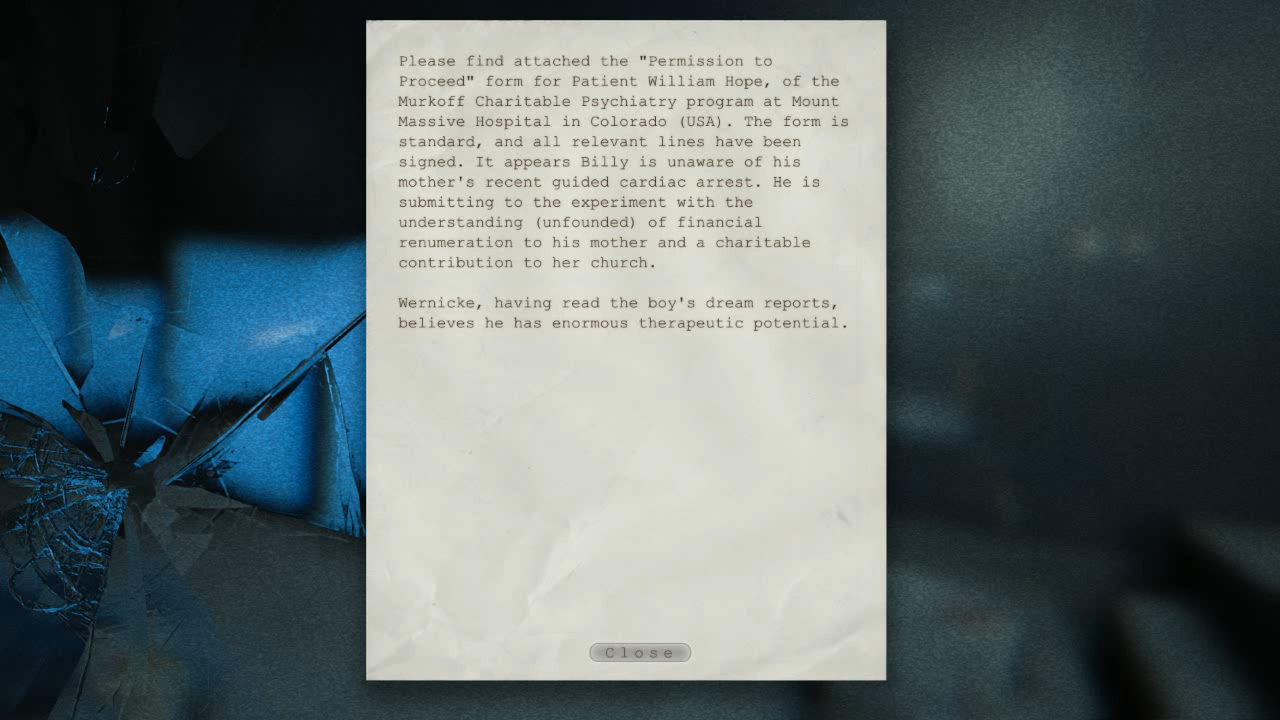 Please find attached the "Permission to
Proceed" form for Patient William Hope, of the
Murkoff Charitable Psychiatry program at Mount
Massive Hospital in Colorado (USA). The form is
standard, and all relevant lines have been
signed. It appears Billy is unaware of his
mother's recent guided cardiac arrest. He is
submitting to the experiment with the
understanding (unfounded) of financial
renumeration to his mother and a charitable
contribution to her church.
Wernicke, having read the boy's dream reports,
believes he has enormous therapeutic potential.
Close